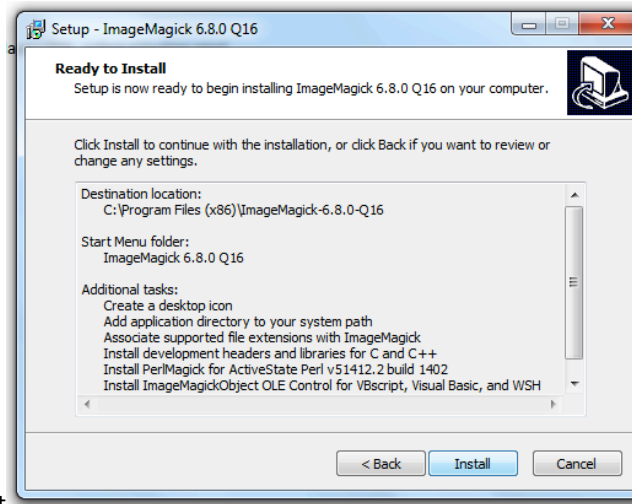 Setup - ImageMagick 6.8.0 Q16
Ready to Install
Setup is now ready to begin installing ImageMagick 6.8.0 Q16 on your computer.
Click Install to continue with the installation, or click Back if you want to review or
change any settings.
Destination location:
C:\Program Files (x86)\ImageMagick-6.8.0-Q16
Start Menu folder:
ImageMagick 6.8.0 Q16
Additional tasks:
Create a desktop icon
Add application directory to your system path
Associate supported file extensions with ImageMagick
Install development headers and libraries for C and C++
Install PerlMagick for ActiveState Perl v51412.2 build 1402
Install ImageMagickObject OLE Control for VBscript, Visual Basic, and WSH
< Back Install Cancel